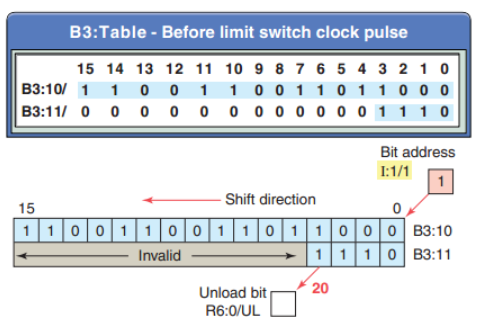 B3:Table - Before limit switch clock pulse
15 14 13 12 11 10 9 8 7 6 5 4 3 2 1 0
B3:10/ 1 1 0 0 1 1 0 0 1 1 0 1 1 0 0 0
B3:11/ 0 0 0 0 0 0 0 0 0 0 0 0 1 1 1 0
Bit address
I:1/1
1
Shift direction
15 0
1 1 0 0 1 1 0 0 1 1 0 1 1 0 0 0 B3:10
Invalid 1 1 1 0 B3:11
Unload bit 20
R6:0/UL